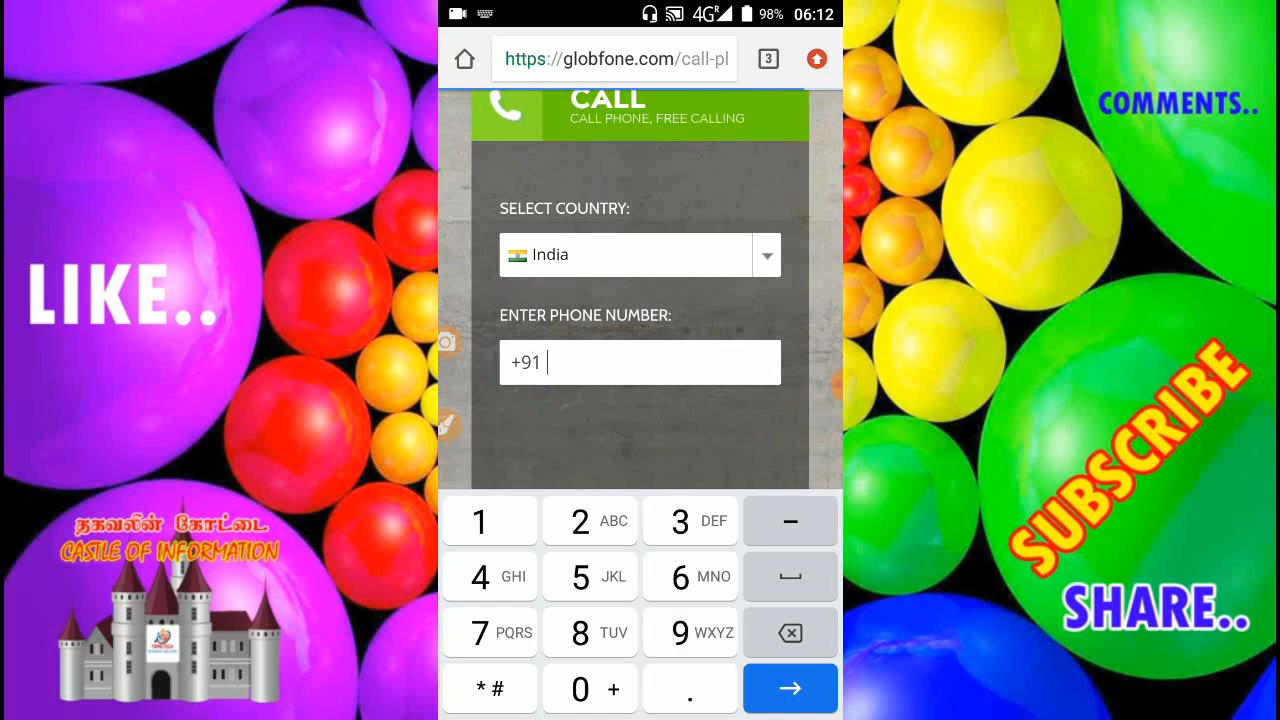 4G R 98% 06:12
https://globfone.com/call-pl
3
CALL
CALL PHONE, FREE CALLING
SELECT COUNTRY:
India
ENTER PHONE NUMBER:
+91
1
2 ABC
3 DEF
-
4 GHI
5 JKL
6 MNO
7 PQRS
8 TUV
9 WXYZ
* #
0 +
.
LIKE..
தகவலின் கோட்டை
CASTLE OF INFORMATION
COMMENTS..
SUBSCRIBE
SHARE..